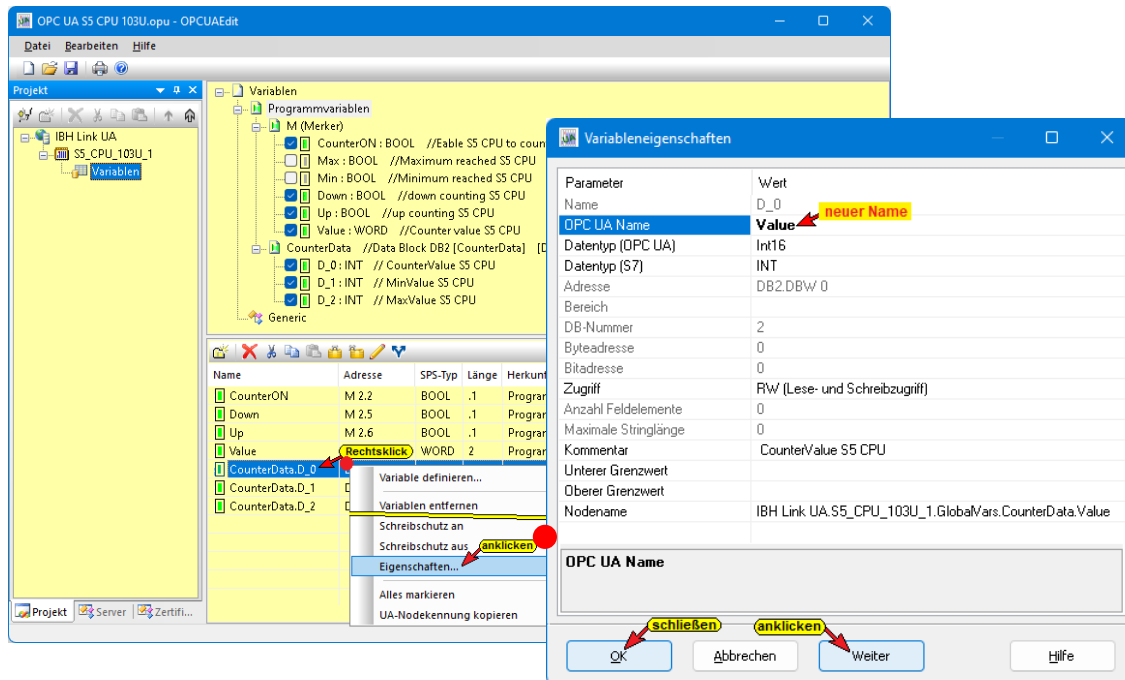 OPC UA S5 CPU 103U.opu - OPCUAEdit
Datei Bearbeiten Hilfe
Projekt
IBH Link UA
S5_CPU_103U_1
Variablen
Projekt Server Zertifi...
Variablen
Programmvariablen
M (Merker)
CounterON : BOOL //Eable S5 CPU to coun
Max : BOOL //Maximum reached S5 CPU
Min : BOOL //Minimum reached S5 CPU
Down : BOOL //down counting S5 CPU
Up : BOOL //up counting S5 CPU
Value : WORD //Counter value S5 CPU
CounterData //Data Block DB2 [CounterData] [D
D_0 : INT // CounterValue S5 CPU
D_1 : INT // MinValue S5 CPU
D_2 : INT // MaxValue S5 CPU
Generic
Name Adresse SPS-Typ Länge Herkunf
CounterON M 2.2 BOOL .1 Program
Down M 2.5 BOOL .1 Program
Up M 2.6 BOOL .1 Program
Value Rechtsklick WORD 2 Program
CounterData.D_0
CounterData.D_1
CounterData.D_2
Variable definieren...
Variablen entfernen
Schreibschutz an
Schreibschutz aus anklicken
Eigenschaften...
Alles markieren
UA-Nodekennung kopieren
Variableneigenschaften
Parameter Wert
Name D_0
neuer Name
OPC UA Name Value
Datentyp (OPC UA) Int16
Datentyp (S7) INT
Adresse DB2.DBW 0
Bereich
DB-Nummer 2
Byteadresse 0
Bitadresse 0
Zugriff RW (Lese- und Schreibzugriff)
Anzahl Feldelemente 0
Maximale Stringlänge 0
Kommentar CounterValue S5 CPU
Unterer Grenzwert
Oberer Grenzwert
Nodename IBH Link UA.S5_CPU_103U_1.GlobalVars.CounterData.Value
OPC UA Name
schließen anklicken
OK Abbrechen Weiter Hilfe